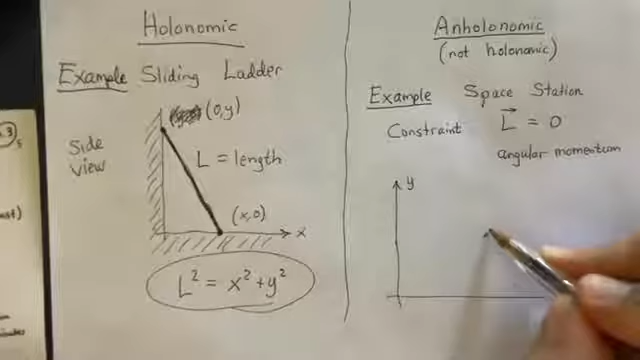 Holonomic
Example Sliding Ladder
Side
view
(0,y)
L = length
(x,0)
x
L² = x² + y²
Anholonomic
(not holonomic)
Example Space Station
Constraint L⃗ = 0
angular momentum
y